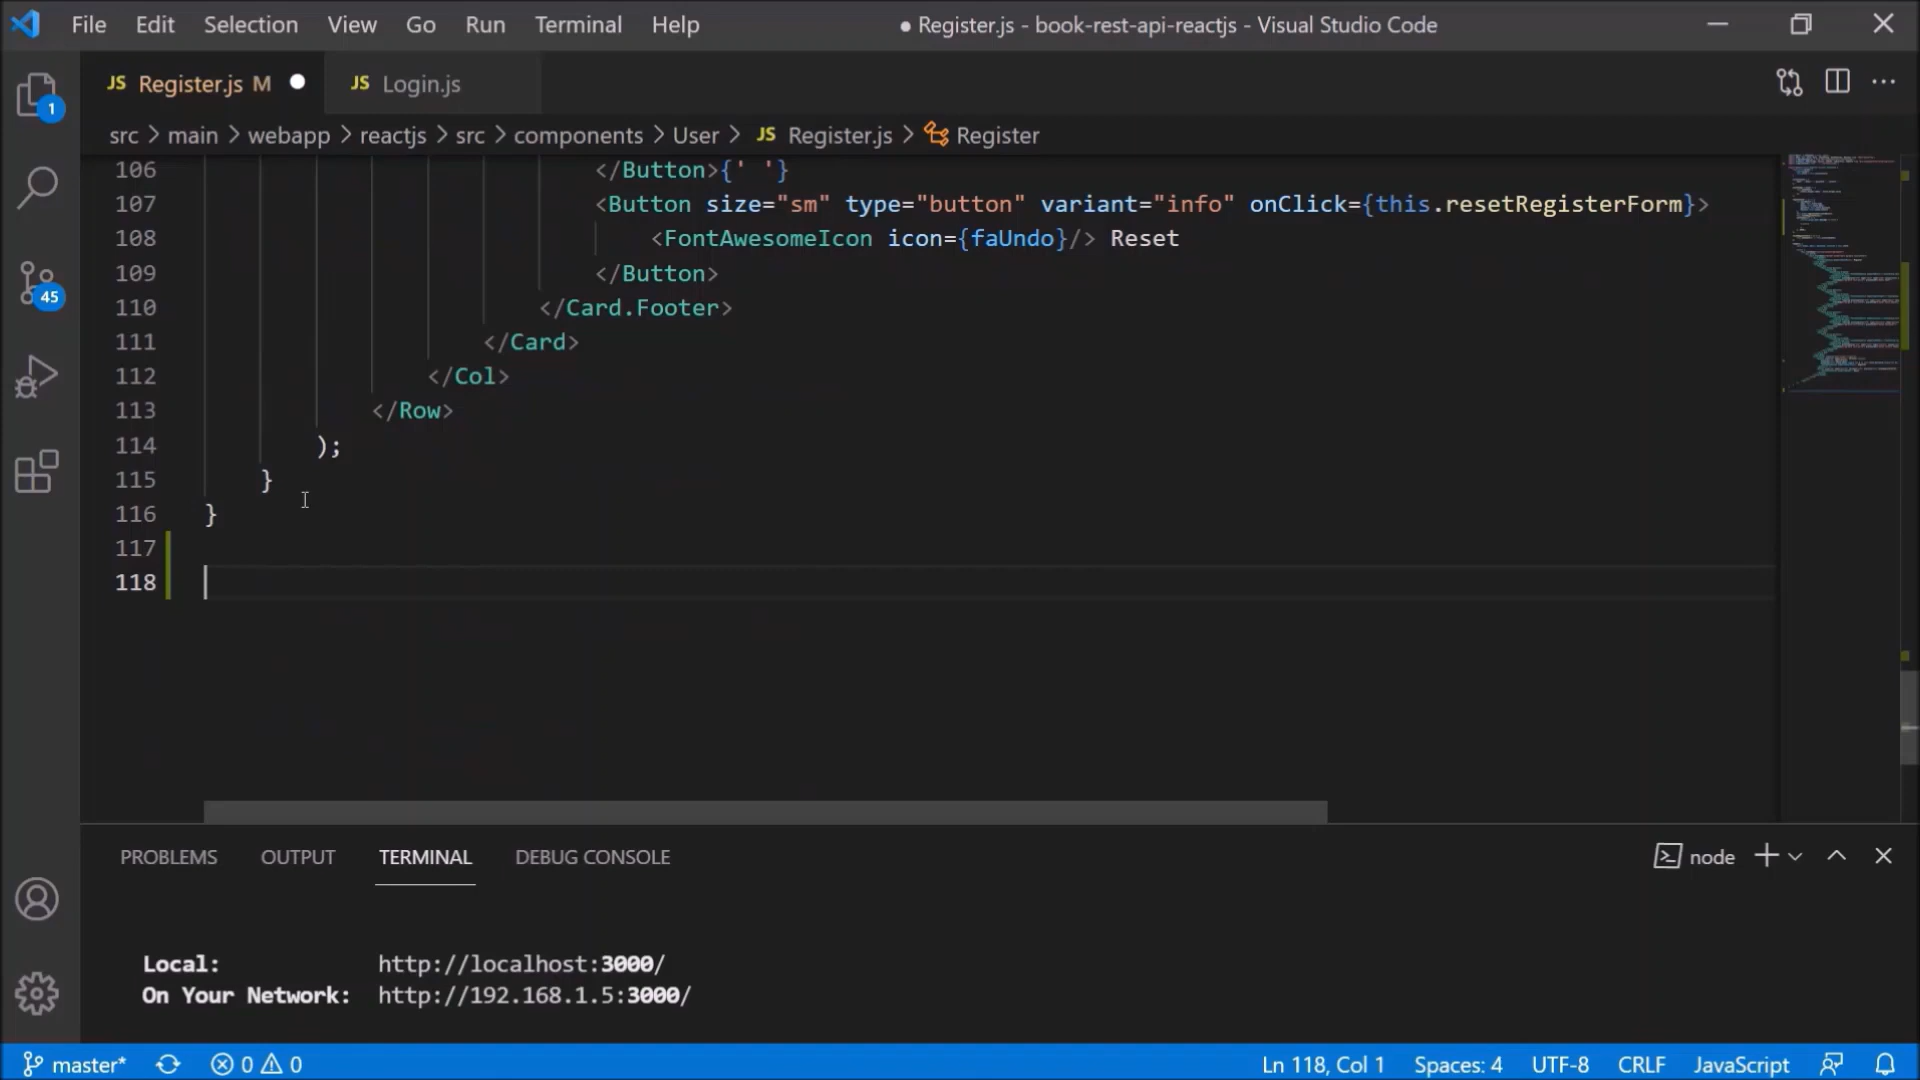 File Edit Selection View Go Run Terminal Help ● Register.js - book-rest-api-reactjs - Visual Studio Code
JS Register.js M ● JS Login.js
src > main > webapp > reactjs > src > components > User > JS Register.js > Register
106 </Button>{' '}
107 <Button size="sm" type="button" variant="info" onClick={this.resetRegisterForm}>
108 <FontAwesomeIcon icon={faUndo}/> Reset
109 </Button>
110 </Card.Footer>
111 </Card>
112 </Col>
113 </Row>
114 );
115 }
116 }
117
118
1
45
PROBLEMS OUTPUT TERMINAL DEBUG CONSOLE node
Local: http://localhost:3000/
On Your Network: http://192.168.1.5:3000/
master* 0 0 Ln 118, Col 1 Spaces: 4 UTF-8 CRLF JavaScript